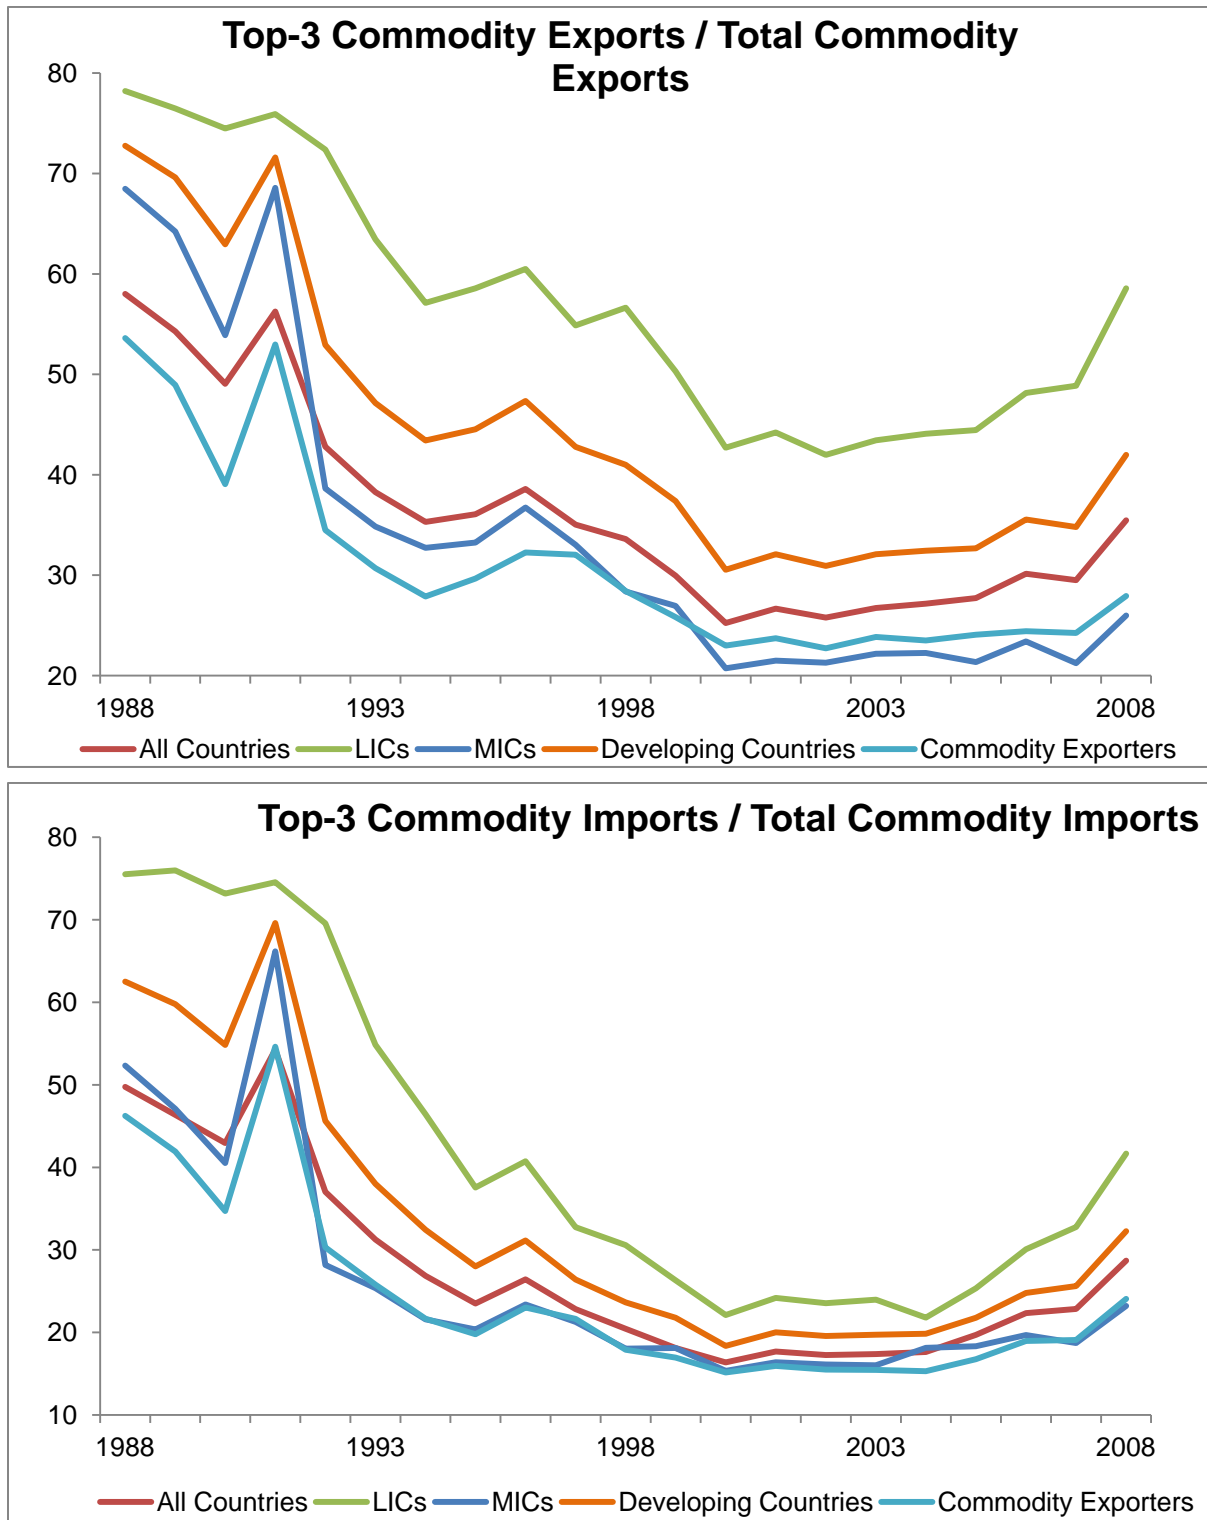 Top-3 Commodity Exports / Total Commodity
Exports
80
70
60
50
40
30
20
1988 1993 1998 2003 2008
All Countries LICs MICs Developing Countries Commodity Exporters
Top-3 Commodity Imports / Total Commodity Imports
80
70
60
50
40
30
20
10
1988 1993 1998 2003 2008
All Countries LICs MICs Developing Countries Commodity Exporters